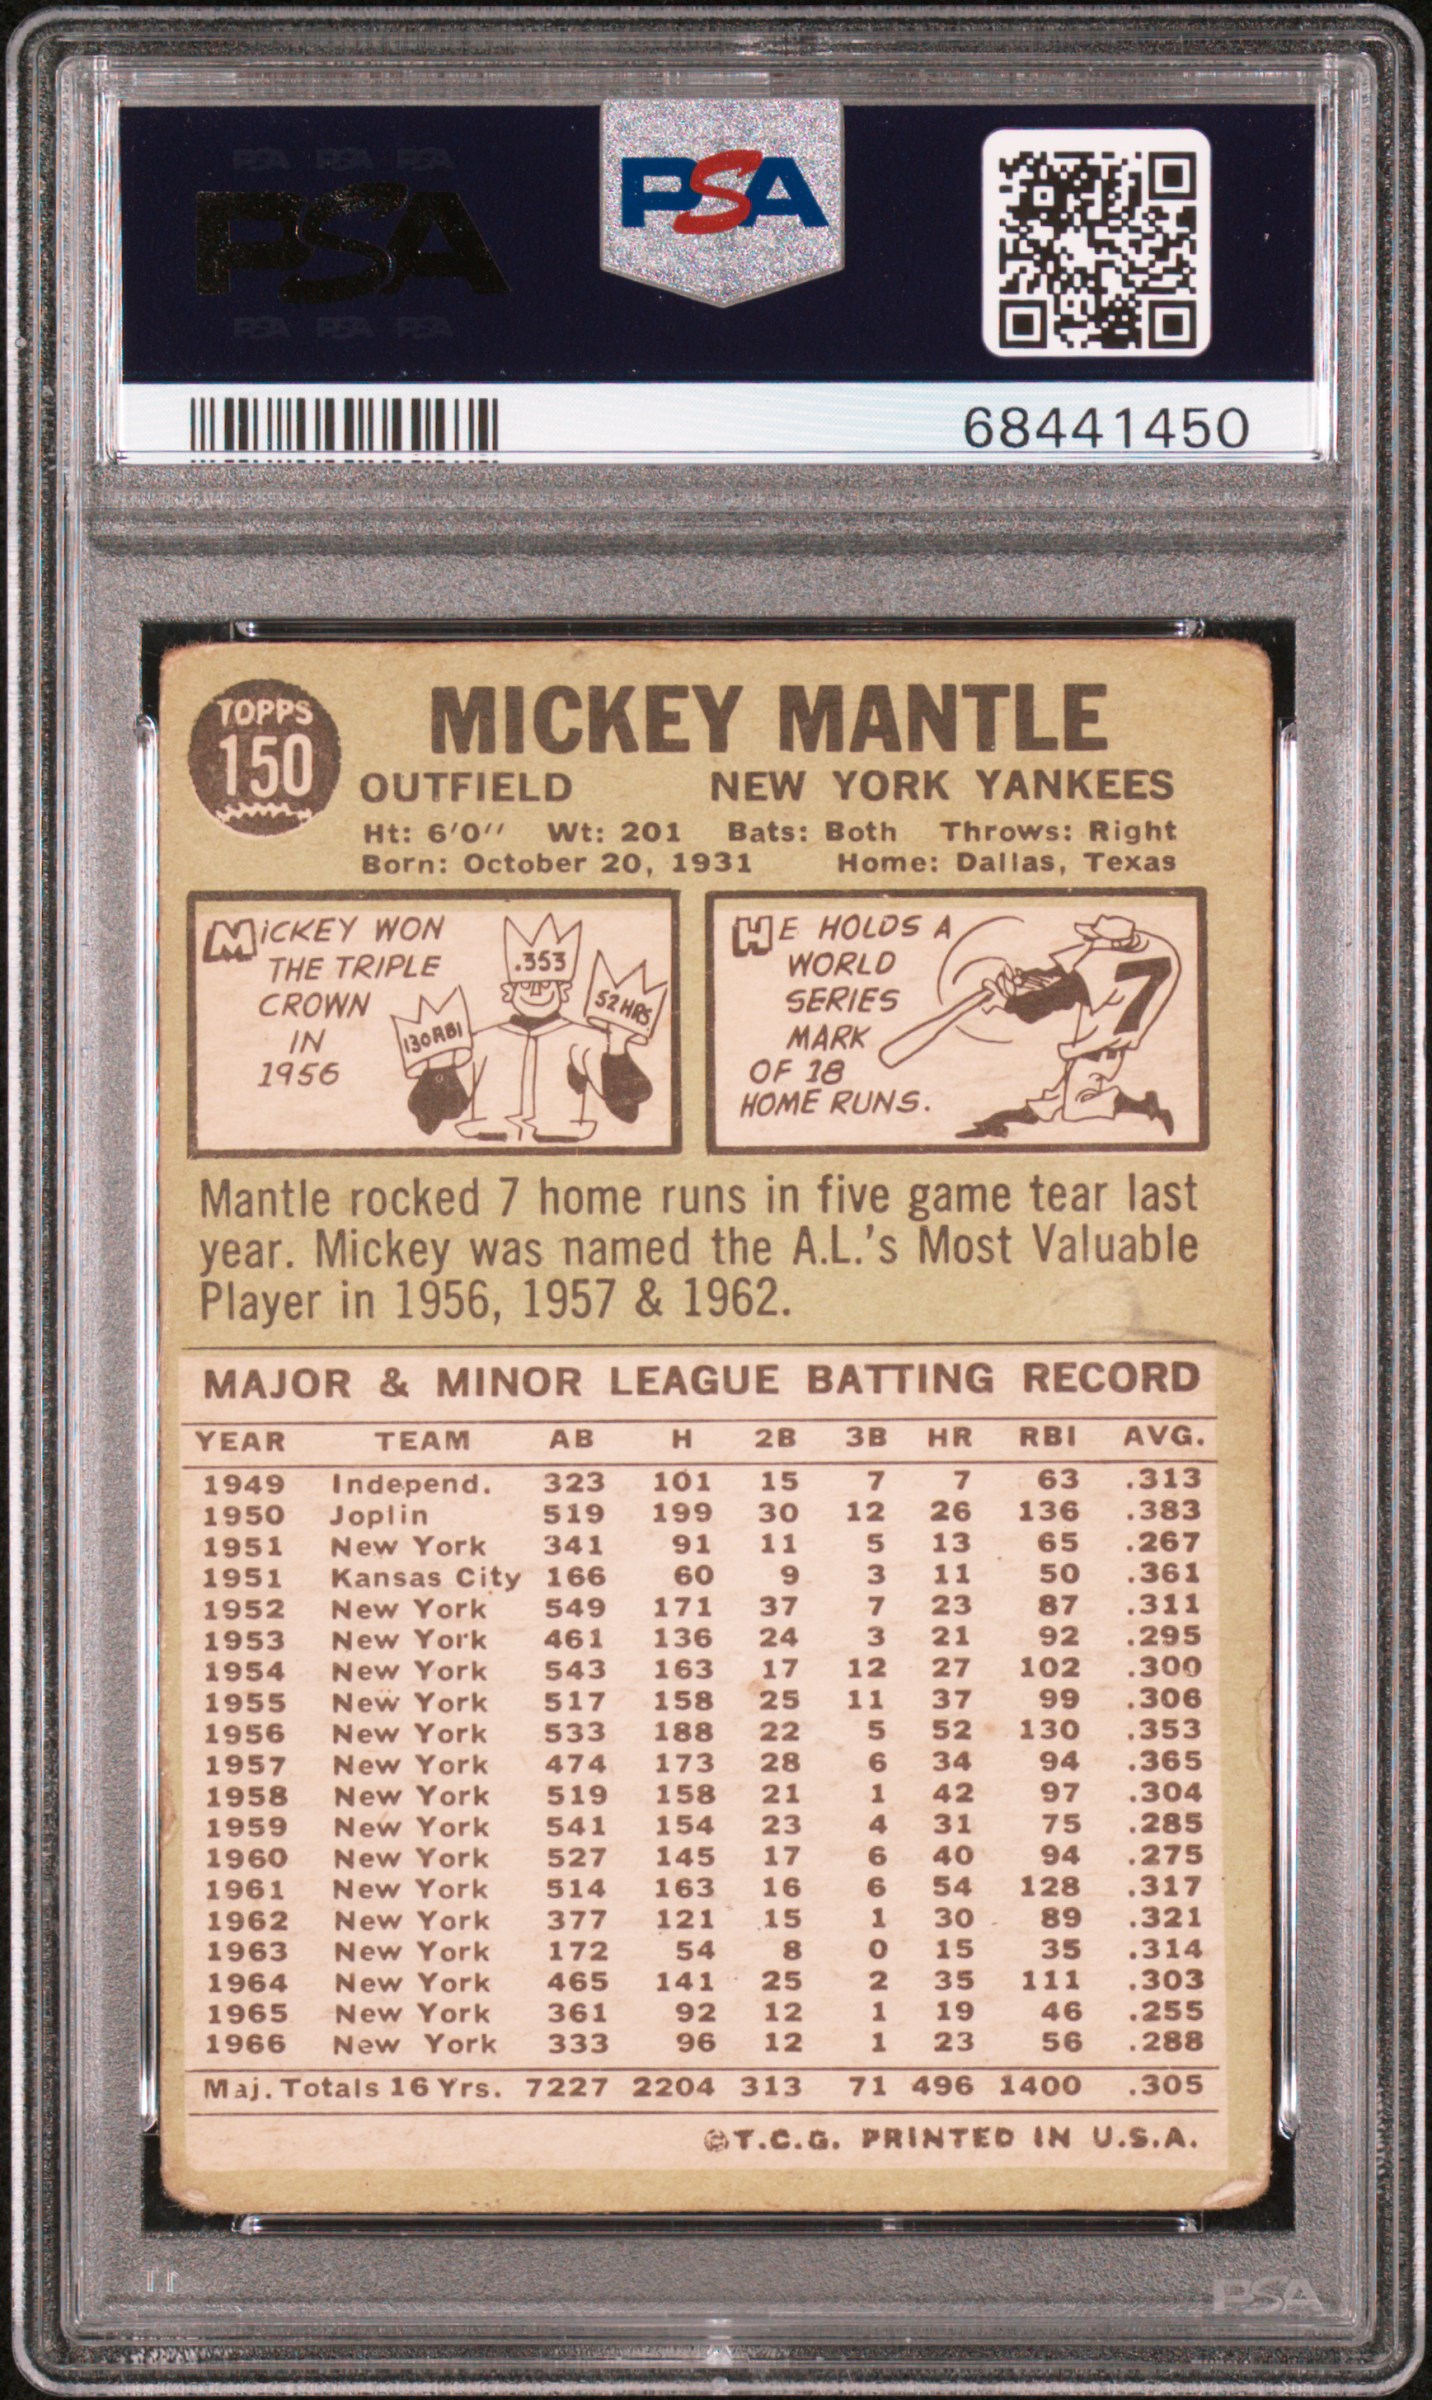 PSA PSA PSA
PSA
PSA PSA PSA
PSA
68441450
TOPPS
150
MICKEY MANTLE
OUTFIELD NEW YORK YANKEES
Ht: 6'0" Wt: 201 Bats: Both Throws: Right
Born: October 20, 1931 Home: Dallas, Texas
MICKEY WON
THE TRIPLE
CROWN
IN
1956
.353
130 RBI
52 HRS
HE HOLDS A
WORLD
SERIES
MARK
OF 18
HOME RUNS.
7
Mantle rocked 7 home runs in five game tear last
year. Mickey was named the A.L.'s Most Valuable
Player in 1956, 1957 & 1962.
MAJOR & MINOR LEAGUE BATTING RECORD
YEAR TEAM AB H 2B 3B HR RBI AVG.
1949 Independ. 323 101 15 7 7 63 .313
1950 Joplin 519 199 30 12 26 136 .383
1951 New York 341 91 11 5 13 65 .267
1951 Kansas City 166 60 9 3 11 50 .361
1952 New York 549 171 37 7 23 87 .311
1953 New York 461 136 24 3 21 92 .295
1954 New York 543 163 17 12 27 102 .300
1955 New York 517 158 25 11 37 99 .306
1956 New York 533 188 22 5 52 130 .353
1957 New York 474 173 28 6 34 94 .365
1958 New York 519 158 21 1 42 97 .304
1959 New York 541 154 23 4 31 75 .285
1960 New York 527 145 17 6 40 94 .275
1961 New York 514 163 16 6 54 128 .317
1962 New York 377 121 15 1 30 89 .321
1963 New York 172 54 8 0 15 35 .314
1964 New York 465 141 25 2 35 111 .303
1965 New York 361 92 12 1 19 46 .255
1966 New York 333 96 12 1 23 56 .288
Maj. Totals 16 Yrs. 7227 2204 313 71 496 1400 .305
©T.C.G. PRINTED IN U.S.A.
PSA